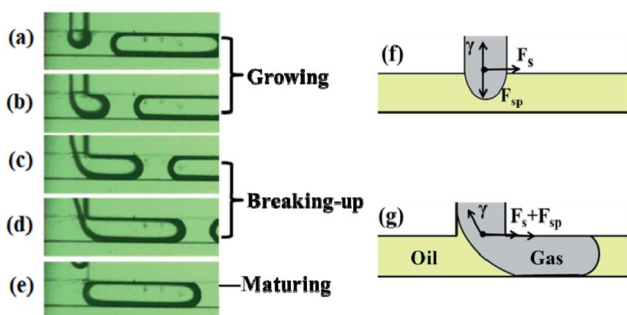 (a)
(b)
Growing
(c)
(d)
Breaking-up
(e)
Maturing
(f)
γ
Fs
Fsp
(g)
γ
Fs+Fsp
Oil
Gas